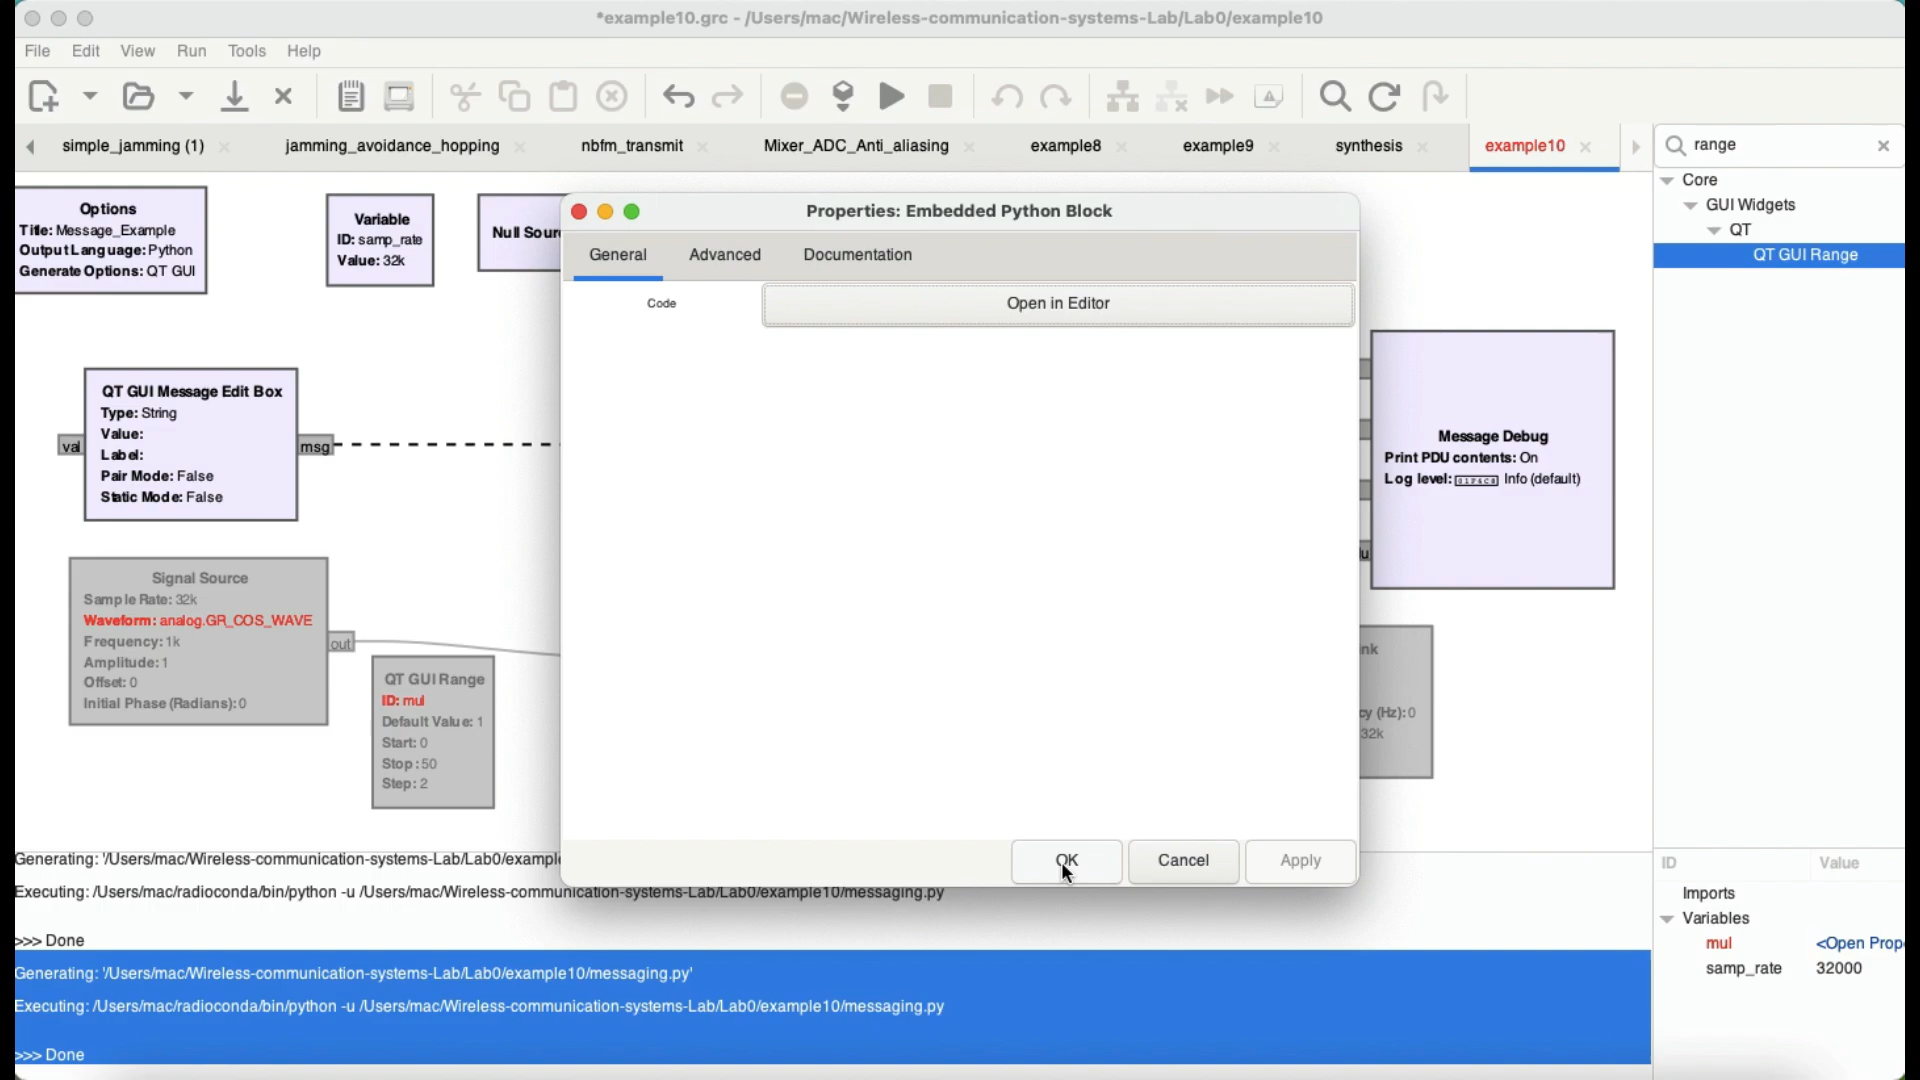 *example10.grc - /Users/mac/Wireless-communication-systems-Lab/Lab0/example10
File Edit View Run Tools Help
simple_jamming (1) jamming_avoidance_hopping nbfm_transmit Mixer_ADC_Anti_aliasing example8 example9 synthesis example10
range
Core
GUI Widgets
QT
QT GUI Range
Options
Title: Message_Example
Output Language: Python
Generate Options: QT GUI
Variable
ID: samp_rate
Value: 32k
Null Sour
Properties: Embedded Python Block
General Advanced Documentation
Code Open in Editor
QT GUI Message Edit Box
Type: String
Value:
Label:
Pair Mode: False
Static Mode: False
val
msg
Message Debug
Print PDU contents: On
Log level: Info (default)
Signal Source
Sample Rate: 32k
Waveform: analog.GR_COS_WAVE
Frequency: 1k
Amplitude: 1
Offset: 0
Initial Phase (Radians): 0
out
QT GUI Range
ID: mul
Default Value: 1
Start: 0
Stop: 50
Step: 2
nk
cy (Hz): 0
32k
OK Cancel Apply
Generating: '/Users/mac/Wireless-communication-systems-Lab/Lab0/exampl
Executing: /Users/mac/radioconda/bin/python -u /Users/mac/Wireless-communication-systems-Lab/Lab0/example10/messaging.py
>>> Done
Generating: '/Users/mac/Wireless-communication-systems-Lab/Lab0/example10/messaging.py'
Executing: /Users/mac/radioconda/bin/python -u /Users/mac/Wireless-communication-systems-Lab/Lab0/example10/messaging.py
>>> Done
ID Value
Imports
Variables
mul <Open Prop
samp_rate 32000